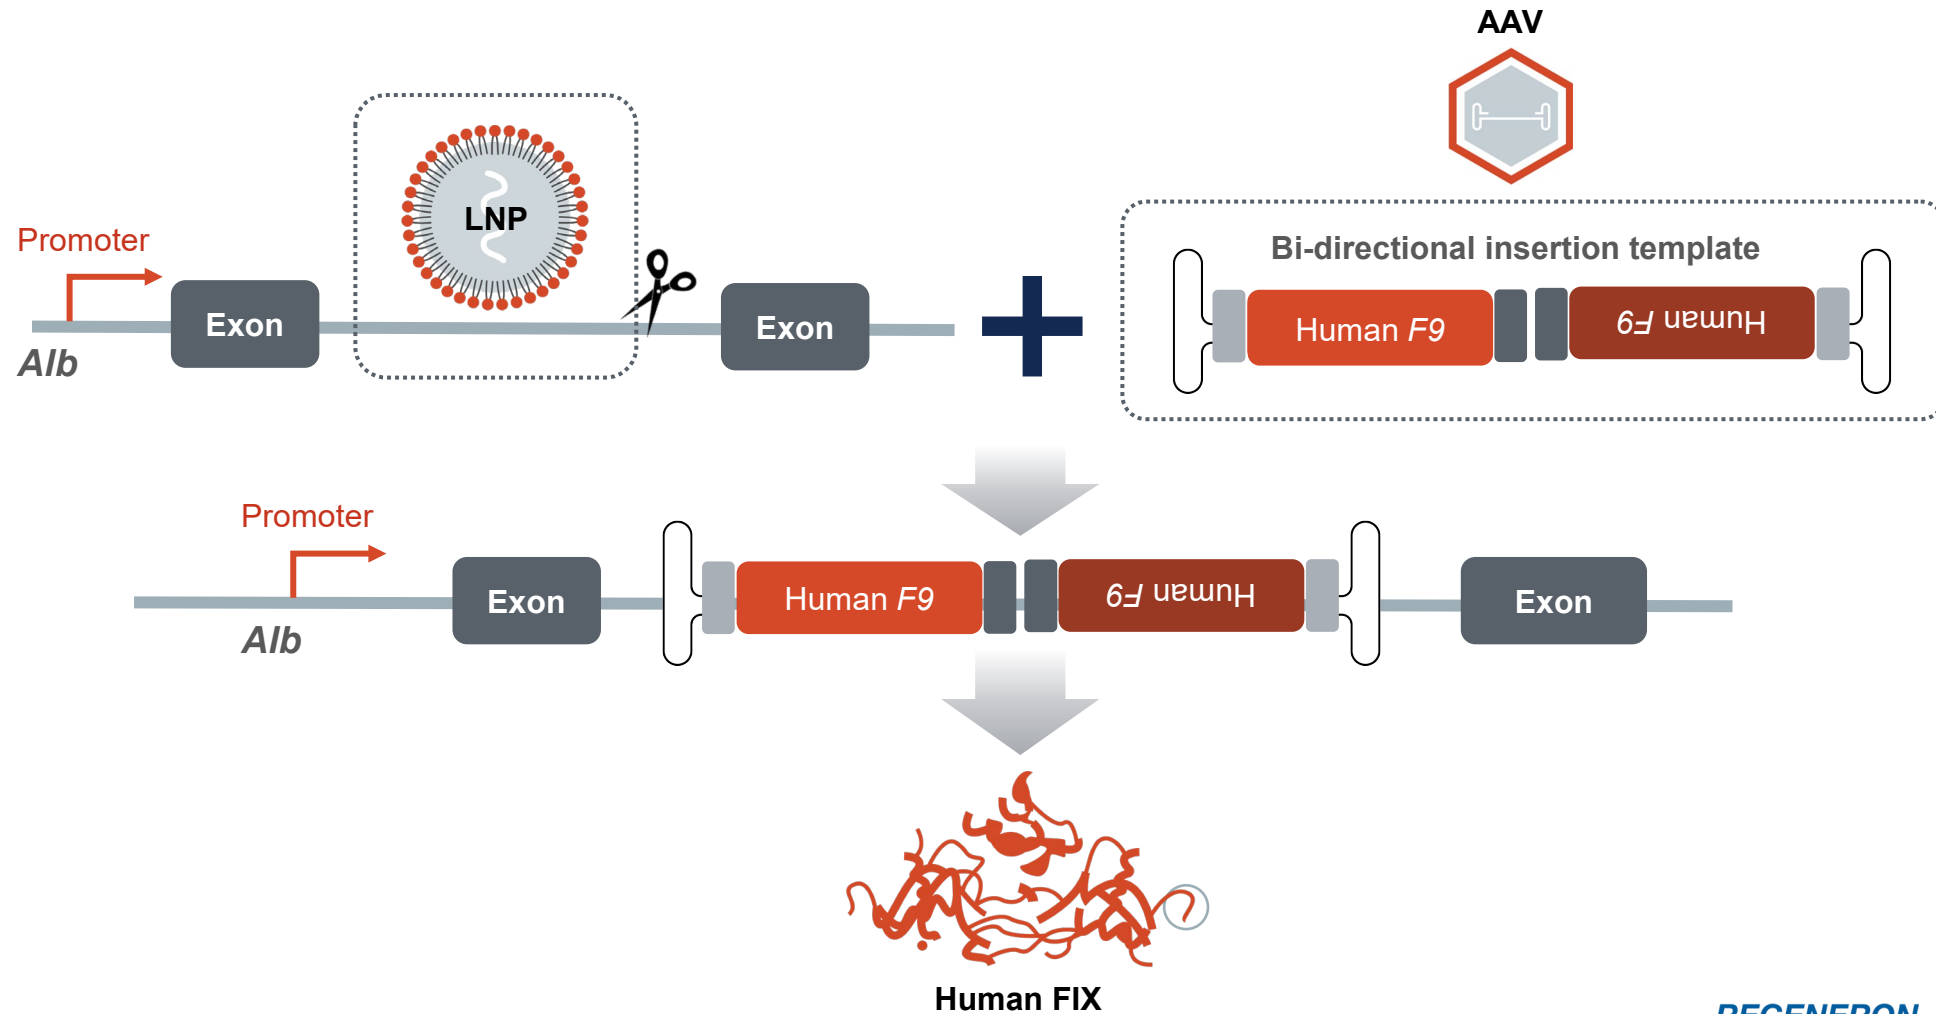 AAV
LNP
Promoter
Bi-directional insertion template
Exon
Exon
Human F9
Human F9
Alb
Promoter
Exon
Human F9
Human F9
Exon
Alb
Human FIX
REGENERON